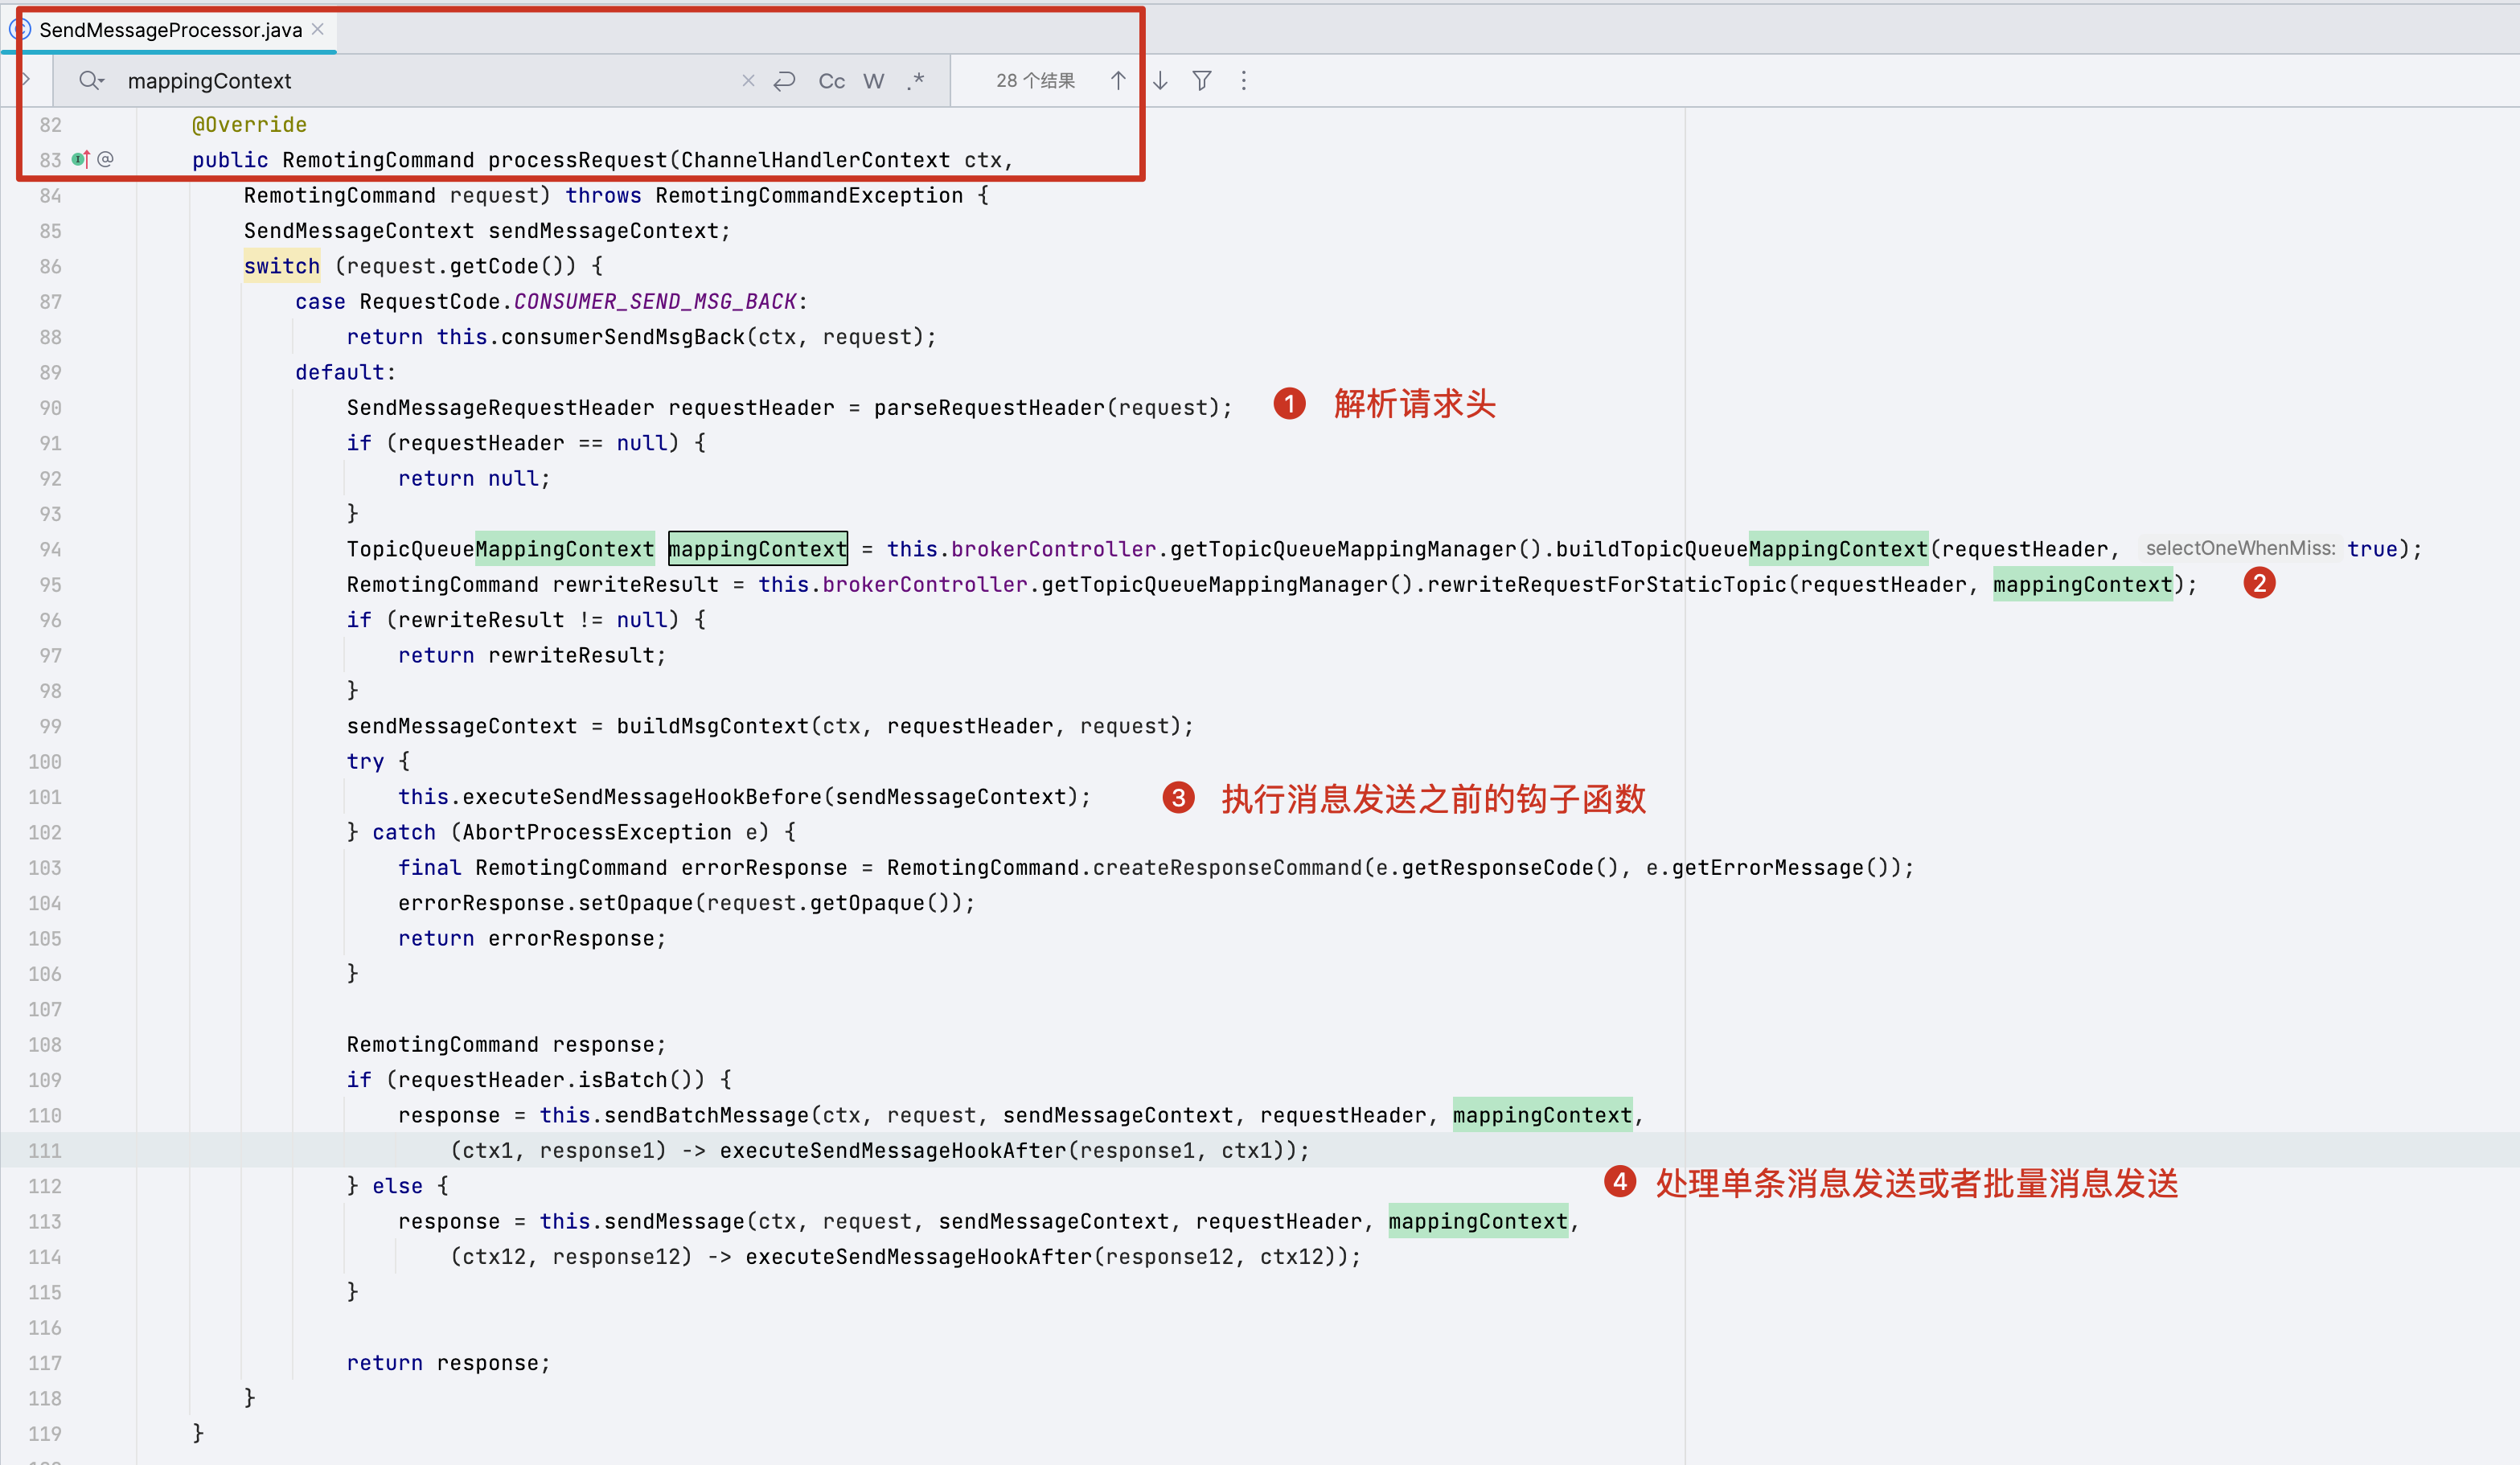 SendMessageProcessor.java
mappingContext Cc W .* 28 个结果
82 @Override
83 public RemotingCommand processRequest(ChannelHandlerContext ctx,
84 RemotingCommand request) throws RemotingCommandException {
85 SendMessageContext sendMessageContext;
86 switch (request.getCode()) {
87 case RequestCode.CONSUMER_SEND_MSG_BACK:
88 return this.consumerSendMsgBack(ctx, request);
89 default:
90 SendMessageRequestHeader requestHeader = parseRequestHeader(request); 1 解析请求头
91 if (requestHeader == null) {
92 return null;
93 }
94 TopicQueueMappingContext mappingContext = this.brokerController.getTopicQueueMappingManager().buildTopicQueueMappingContext(requestHeader, selectOneWhenMiss: true);
95 RemotingCommand rewriteResult = this.brokerController.getTopicQueueMappingManager().rewriteRequestForStaticTopic(requestHeader, mappingContext); 2
96 if (rewriteResult != null) {
97 return rewriteResult;
98 }
99 sendMessageContext = buildMsgContext(ctx, requestHeader, request);
100 try {
101 this.executeSendMessageHookBefore(sendMessageContext); 3 执行消息发送之前的钩子函数
102 } catch (AbortProcessException e) {
103 final RemotingCommand errorResponse = RemotingCommand.createResponseCommand(e.getResponseCode(), e.getErrorMessage());
104 errorResponse.setOpaque(request.getOpaque());
105 return errorResponse;
106 }
107
108 RemotingCommand response;
109 if (requestHeader.isBatch()) {
110 response = this.sendBatchMessage(ctx, request, sendMessageContext, requestHeader, mappingContext,
111 (ctx1, response1) -> executeSendMessageHookAfter(response1, ctx1));
112 } else { 4 处理单条消息发送或者批量消息发送
113 response = this.sendMessage(ctx, request, sendMessageContext, requestHeader, mappingContext,
114 (ctx12, response12) -> executeSendMessageHookAfter(response12, ctx12));
115 }
116
117 return response;
118 }
119 }